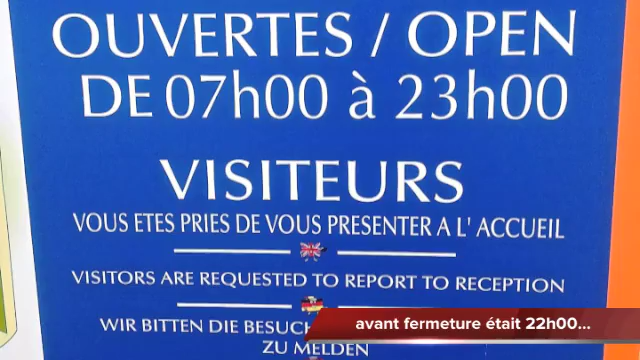 OUVERTES / OPEN
DE 07h00 à 23h00
VISITEURS
VOUS ETES PRIES DE VOUS PRESENTER A L' ACCUEIL
VISITORS ARE REQUESTED TO REPORT TO RECEPTION
WIR BITTEN DIE
ZU MELDEN
avant fermeture était 22h00...